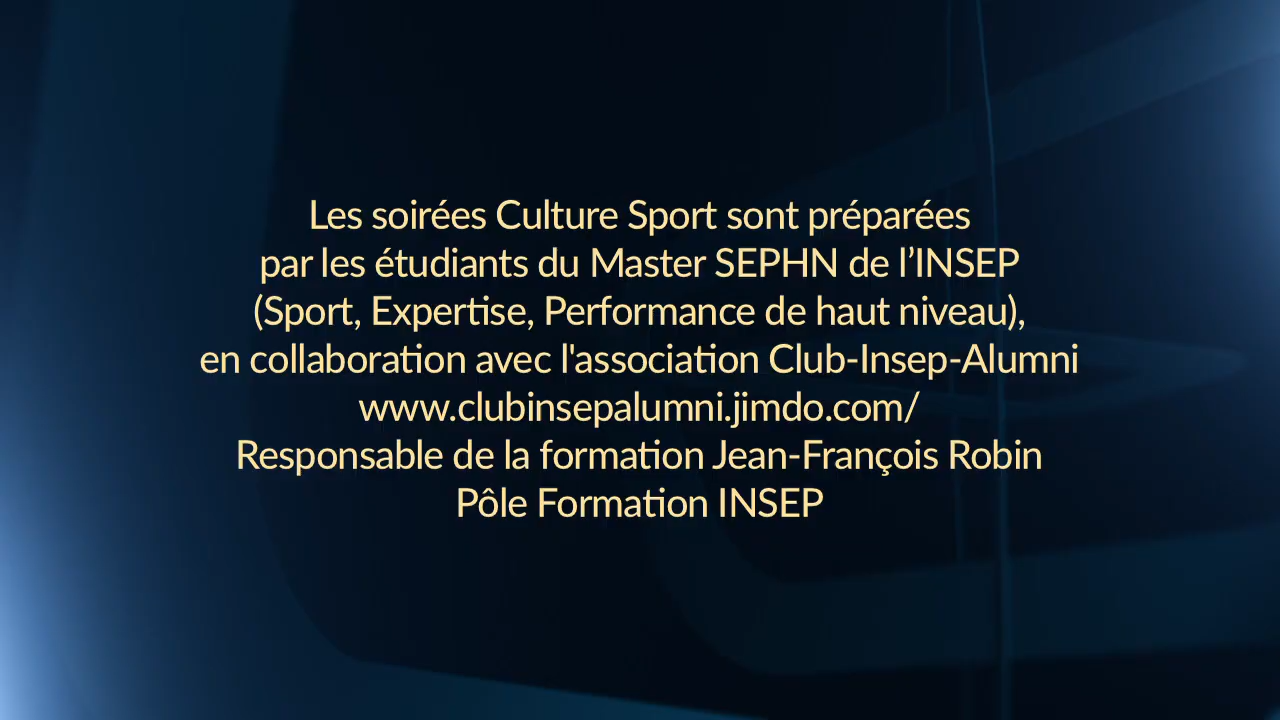 Les soirées Culture Sport sont préparées
par les étudiants du Master SEPHN de l’INSEP
(Sport, Expertise, Performance de haut niveau),
en collaboration avec l'association Club-Insep-Alumni
www.clubinsepalumni.jimdo.com/
Responsable de la formation Jean-François Robin
Pôle Formation INSEP